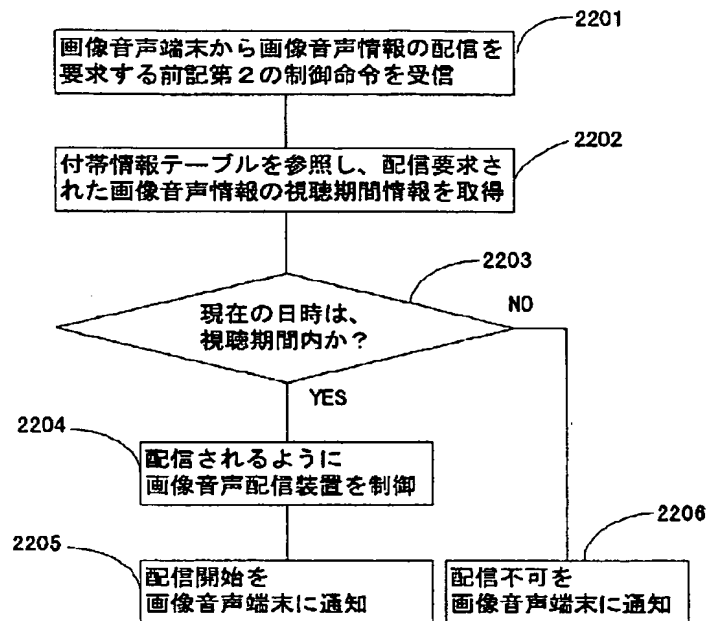 2201
画像音声端末から画像音声情報の配信を
要求する前記第2の制御命令を受信
2202
付帯情報テーブルを参照し、配信要求さ
れた画像音声情報の視聴期間情報を取得
2203
現在の日時は、
視聴期間内か？
NO
YES
2204
配信されるように
画像音声配信装置を制御
2205
配信開始を
画像音声端末に通知
2206
配信不可を
画像音声端末に通知